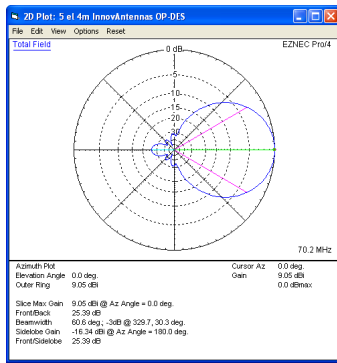 2D Plot: 5 el 4m InnovAntennas OP-DES
File Edit View Options Reset
Total Field
0 dB
EZNEC Pro/4
-5
-10
-15
-20
-30
70.2 MHz
Azimuth Plot Cursor Az 0.0 deg.
Elevation Angle 0.0 deg. Gain 9.05 dBi
Outer Ring 9.05 dBi 0.0 dBmax
Slice Max Gain 9.05 dBi @ Az Angle = 0.0 deg.
Front/Back 25.39 dB
Beamwidth 60.6 deg.; -3dB @ 329.7, 30.3 deg.
Sidelobe Gain -16.34 dBi @ Az Angle = 180.0 deg.
Front/Sidelobe 25.39 dB